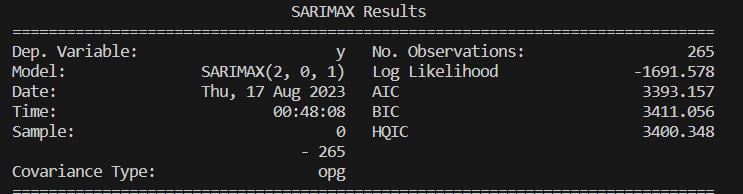 SARIMAX Results
==============================================================================
Dep. Variable:                      y   No. Observations:                  265
Model:               SARIMAX(2, 0, 1)   Log Likelihood               -1691.578
Date:                Thu, 17 Aug 2023   AIC                           3393.157
Time:                        00:48:08   BIC                           3411.056
Sample:                             0   HQIC                          3400.348
- 265
Covariance Type:                  opg
==============================================================================